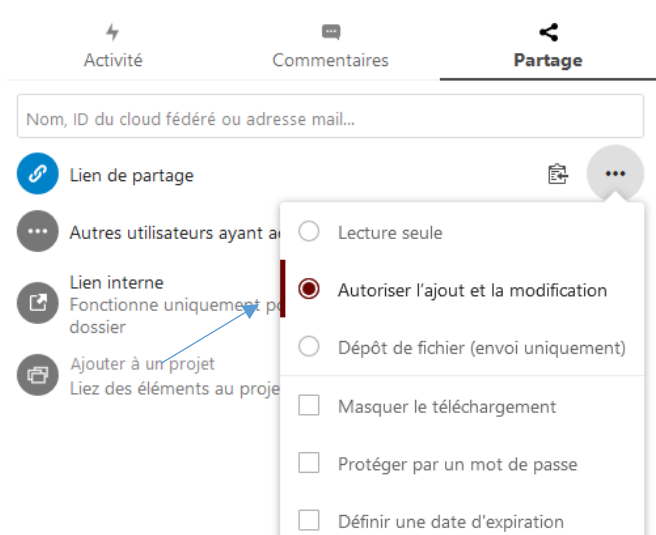 Activité
Commentaires
Partage
Nom, ID du cloud fédéré ou adresse mail...
Lien de partage
Autres utilisateurs ayant
Lecture seule
Lien interne
Fonctionne uniquement
dossier
Autoriser l’ajout et la modification
Ajouter à un projet
Liez des éléments au
Dépôt de fichier (envoi uniquement)
Masquer le téléchargement
Protéger par un mot de passe
Définir une date d'expiration